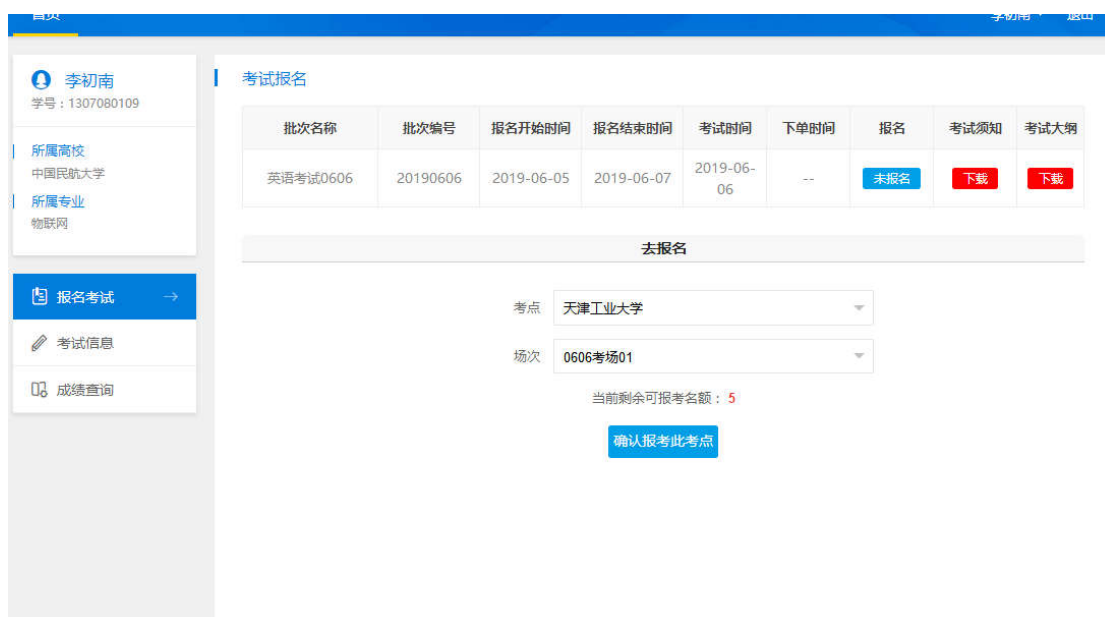 首页
李初南
退出
李初南
学号：1307080109
所属高校
中国民航大学
所属专业
物联网
报名考试
考试信息
成绩查询
考试报名
批次名称 批次编号 报名开始时间 报名结束时间 考试时间 下单时间 报名 考试须知 考试大纲
英语考试0606 20190606 2019-06-05 2019-06-07 2019-06-
06 -- 未报名 下载 下载
去报名
考点 天津工业大学
场次 0606考场01
当前剩余可报考名额：5
确认报考此考点